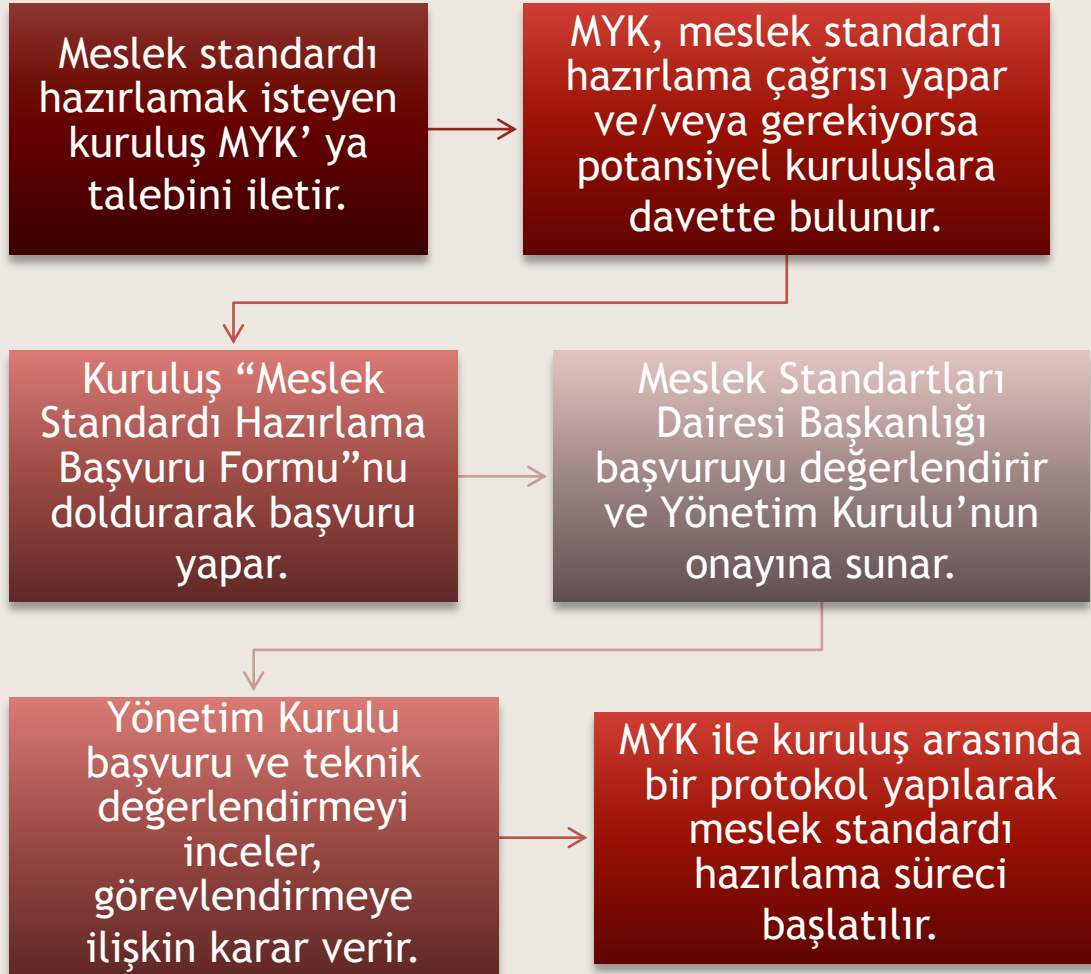 Meslek standardı
hazırlamak isteyen
kuruluş MYK’ ya
talebini iletir.
MYK, meslek standardı
hazırlama çağrısı yapar
ve/veya gerekiyorsa
potansiyel kuruluşlara
davette bulunur.
Kuruluş “Meslek
Standardı Hazırlama
Başvuru Formu”nu
doldurarak başvuru
yapar.
Meslek Standartları
Dairesi Başkanlığı
başvuruyu değerlendirir
ve Yönetim Kurulu’nun
onayına sunar.
Yönetim Kurulu
başvuru ve teknik
değerlendirmeyi
inceler,
görevlendirmeye
ilişkin karar verir.
MYK ile kuruluş arasında
bir protokol yapılarak
meslek standardı
hazırlama süreci
başlatılır.